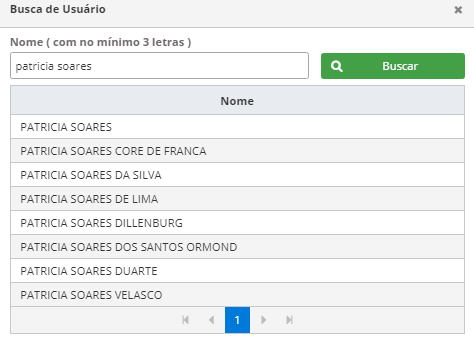 Busca de Usuário
Nome ( com no mínimo 3 letras )
patricia soares
Buscar
Nome
PATRICIA SOARES
PATRICIA SOARES CORE DE FRANCA
PATRICIA SOARES DA SILVA
PATRICIA SOARES DE LIMA
PATRICIA SOARES DILLENBURG
PATRICIA SOARES DOS SANTOS ORMOND
PATRICIA SOARES DUARTE
PATRICIA SOARES VELASCO
1